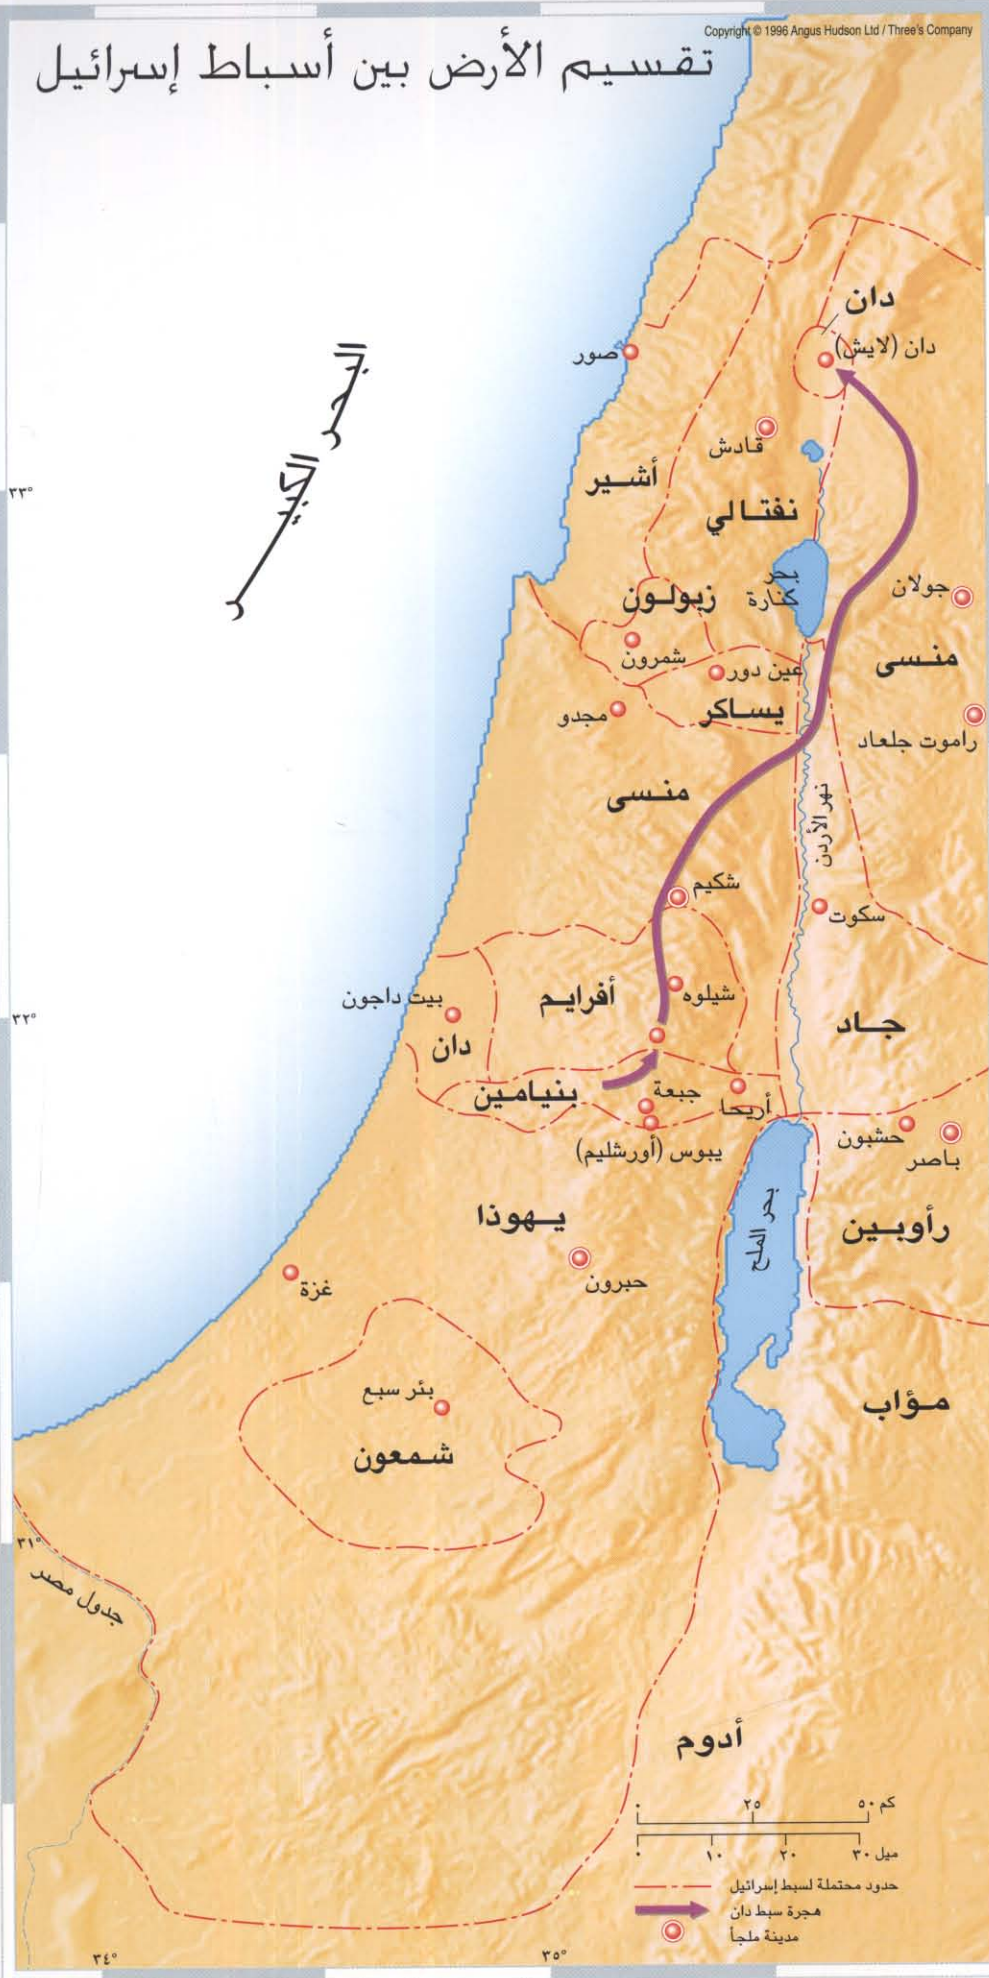 Copyright © 1996 Angus Hudson Ltd / Three's Company
تقسيم الأرض بين أسباط إسرائيل
دان
دان (لايش)
صور
قادش
أشير
٣٣°
نفتالي
البحر الكبير
بحر
كنارة
جولان
زبولون
شمرون
منسى
عين دور
يساكر
مجدو
راموت جلعاد
منسى
نهر الأردن
شكيم
سكوت
شيلوه
أفرايم
بيت داجون
٣٢°
جاد
دان
بنيامين
جبعة
أريحا
حشبون
باصر
يبوس (أورشليم)
يهوذا
بحر الملح
رأوبين
حبرون
غزة
بئر سبع
مؤاب
شمعون
٣١°
جدول مصر
أدوم
٠ ٢٥ ٥٠ كم
٠ ١٠ ٢٠ ٣٠ ميل
حدود محتملة لسبط إسرائيل
هجرة سبط دان
مدينة ملجأ
٣٤°
٣٥°